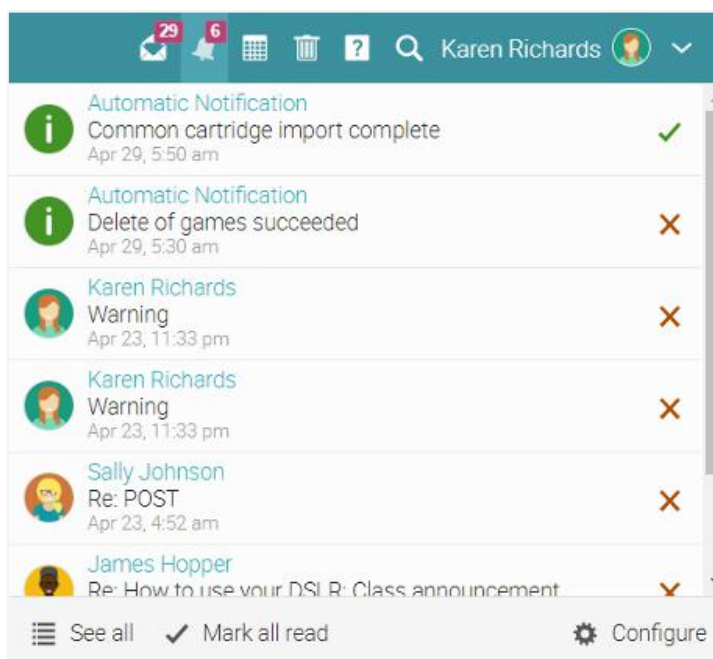 29 6 ? Karen Richards
Automatic Notification
Common cartridge import complete
Apr 29, 5:50 am
Automatic Notification
Delete of games succeeded
Apr 29, 5:30 am
Karen Richards
Warning
Apr 23, 11:33 pm
Karen Richards
Warning
Apr 23, 11:33 pm
Sally Johnson
Re: POST
Apr 23, 4:52 am
James Hopper
Re: How to use your DSLR: Class announcement
See all Mark all read Configure